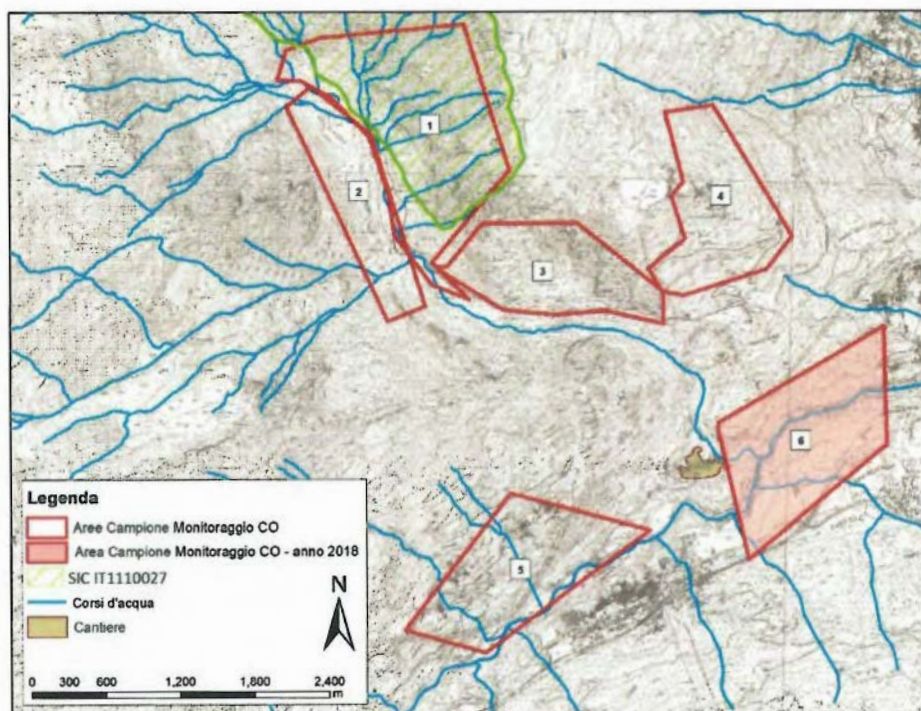 1
2
4
3
6
5
Legenda
Aree Campione Monitoraggio CO
Area Campione Monitoraggio CO - anno 2018
SIC IT1110027
Corsi d'acqua
Cantiere
N
0 300 600 1,200 1,800 2,400
m